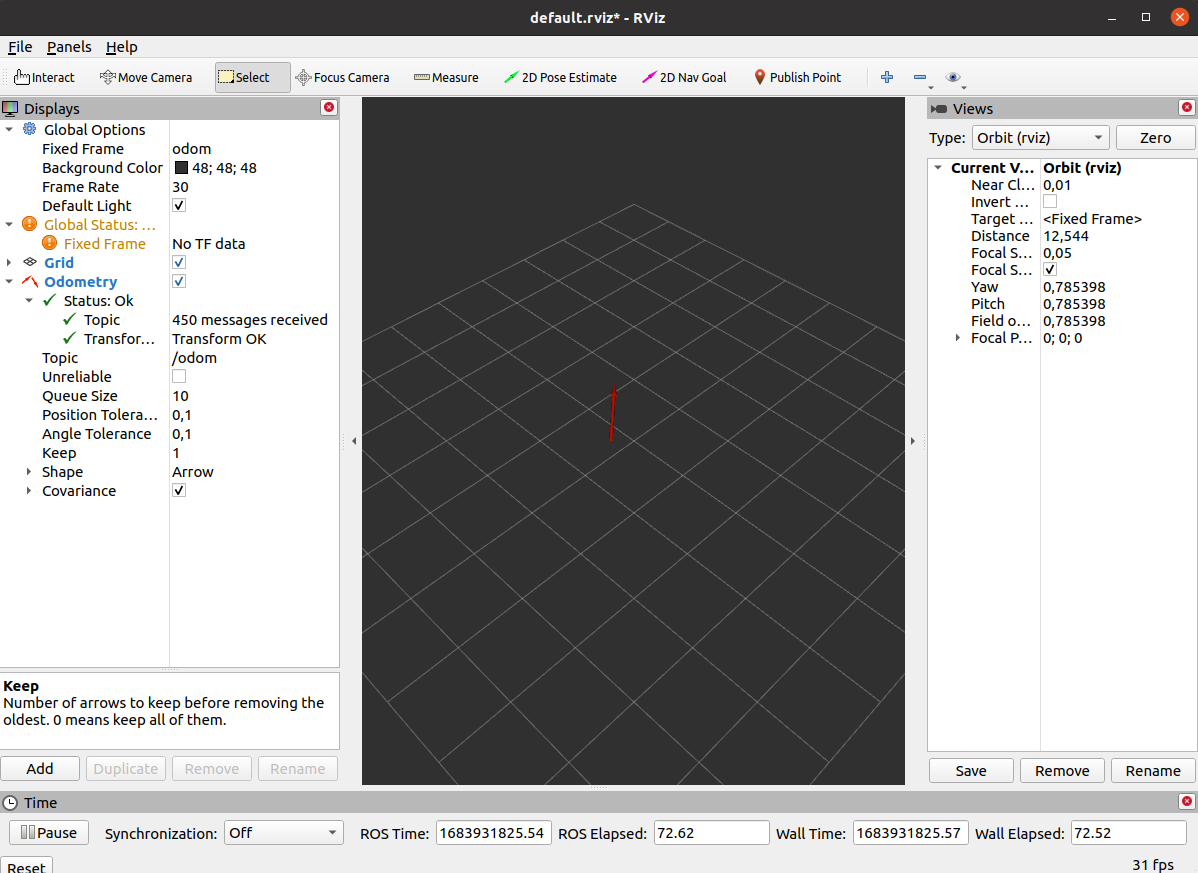 default.rviz* - RViz
File Panels Help
Interact Move Camera Select Focus Camera Measure 2D Pose Estimate 2D Nav Goal Publish Point
Displays
Global Options
Fixed Frame odom
Background Color 48; 48; 48
Frame Rate 30
Default Light
Global Status: ...
Fixed Frame No TF data
Grid
Odometry
Status: Ok
Topic 450 messages received
Transfor... Transform OK
Topic /odom
Unreliable
Queue Size 10
Position Tolera... 0,1
Angle Tolerance 0,1
Keep 1
Shape Arrow
Covariance
Keep
Number of arrows to keep before removing the
oldest. 0 means keep all of them.
Add Duplicate Remove Rename
Views
Type: Orbit (rviz) Zero
Current V... Orbit (rviz)
Near Cl... 0,01
Invert ...
Target ... <Fixed Frame>
Distance 12,544
Focal S... 0,05
Focal S...
Yaw 0,785398
Pitch 0,785398
Field o... 0,785398
Focal P... 0; 0; 0
Save Remove Rename
Time
Pause Synchronization: Off ROS Time: 1683931825.54 ROS Elapsed: 72.62 Wall Time: 1683931825.57 Wall Elapsed: 72.52
Reset 31 fps